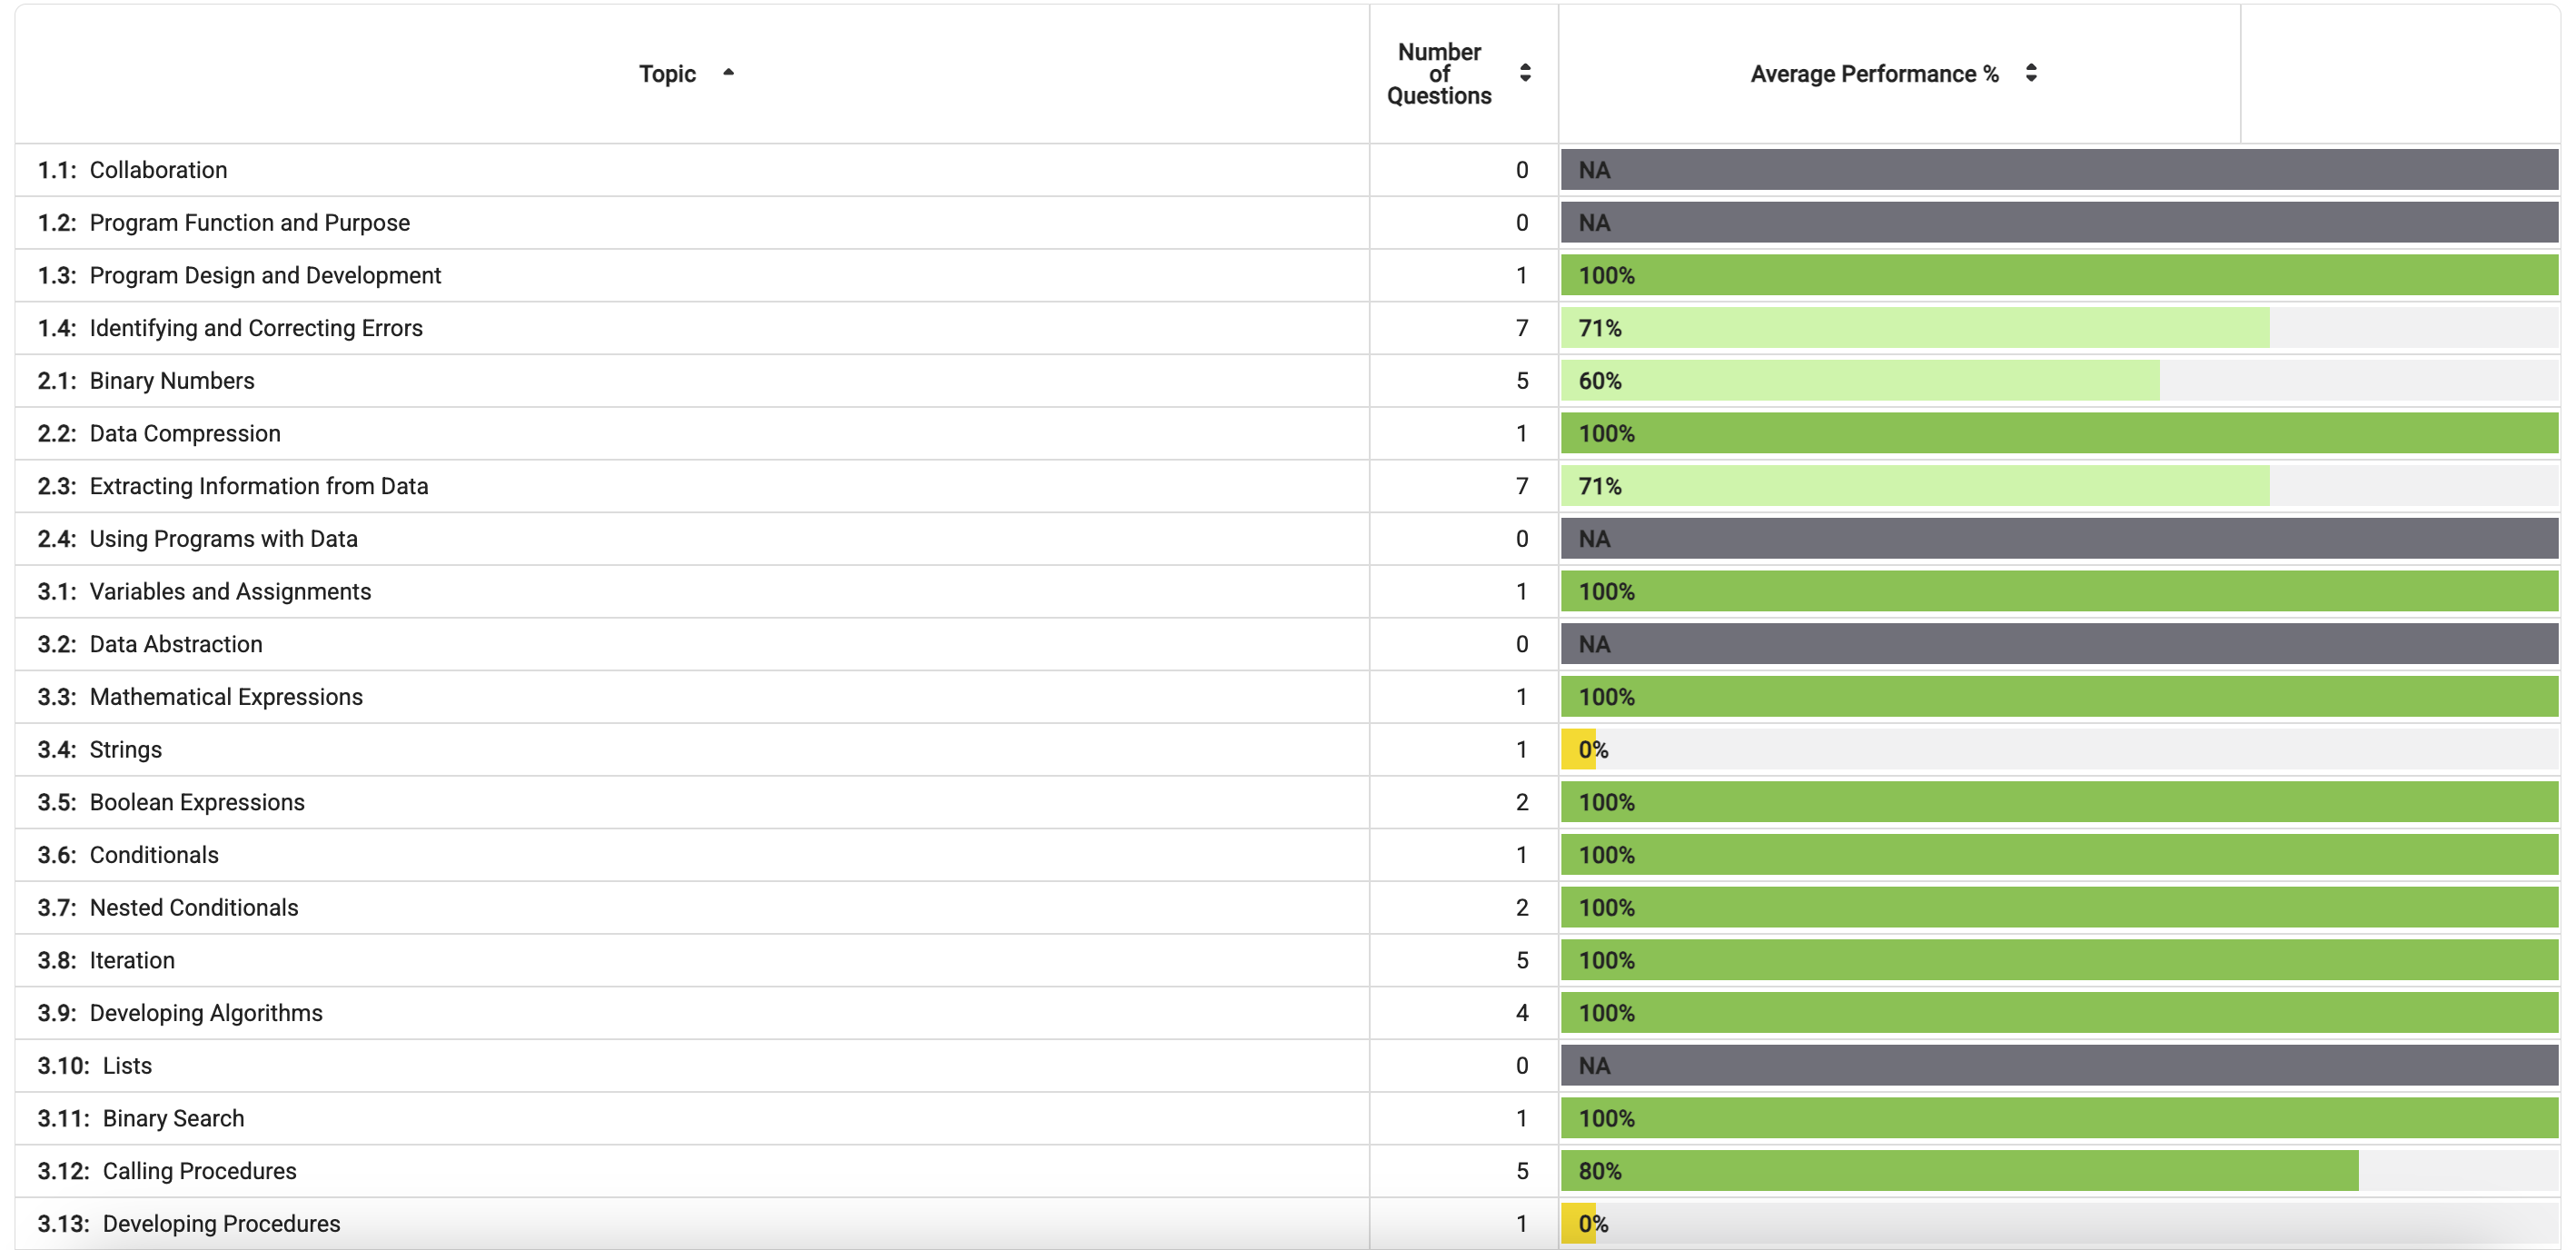 Topic
Number of Questions
Average Performance %
1.1: Collaboration 0 NA
1.2: Program Function and Purpose 0 NA
1.3: Program Design and Development 1 100%
1.4: Identifying and Correcting Errors 7 71%
2.1: Binary Numbers 5 60%
2.2: Data Compression 1 100%
2.3: Extracting Information from Data 7 71%
2.4: Using Programs with Data 0 NA
3.1: Variables and Assignments 1 100%
3.2: Data Abstraction 0 NA
3.3: Mathematical Expressions 1 100%
3.4: Strings 1 0%
3.5: Boolean Expressions 2 100%
3.6: Conditionals 1 100%
3.7: Nested Conditionals 2 100%
3.8: Iteration 5 100%
3.9: Developing Algorithms 4 100%
3.10: Lists 0 NA
3.11: Binary Search 1 100%
3.12: Calling Procedures 5 80%
3.13: Developing Procedures 1 0%